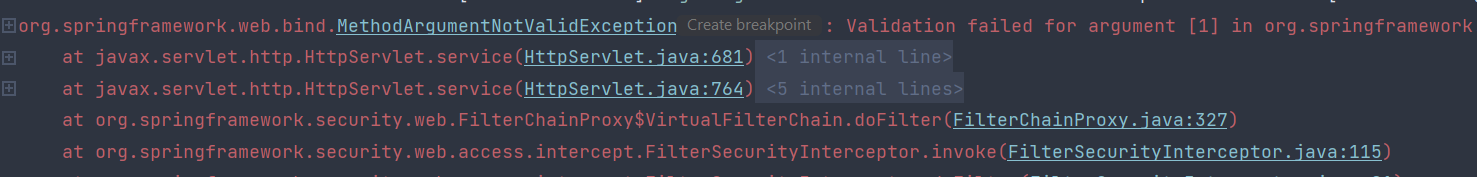 org.springframework.web.bind.MethodArgumentNotValidException Create breakpoint : Validation failed for argument [1] in org.springframework
at javax.servlet.http.HttpServlet.service(HttpServlet.java:681) <1 internal line>
at javax.servlet.http.HttpServlet.service(HttpServlet.java:764) <5 internal lines>
at org.springframework.security.web.FilterChainProxy$VirtualFilterChain.doFilter(FilterChainProxy.java:327)
at org.springframework.security.web.access.intercept.FilterSecurityInterceptor.invoke(FilterSecurityInterceptor.java:115)